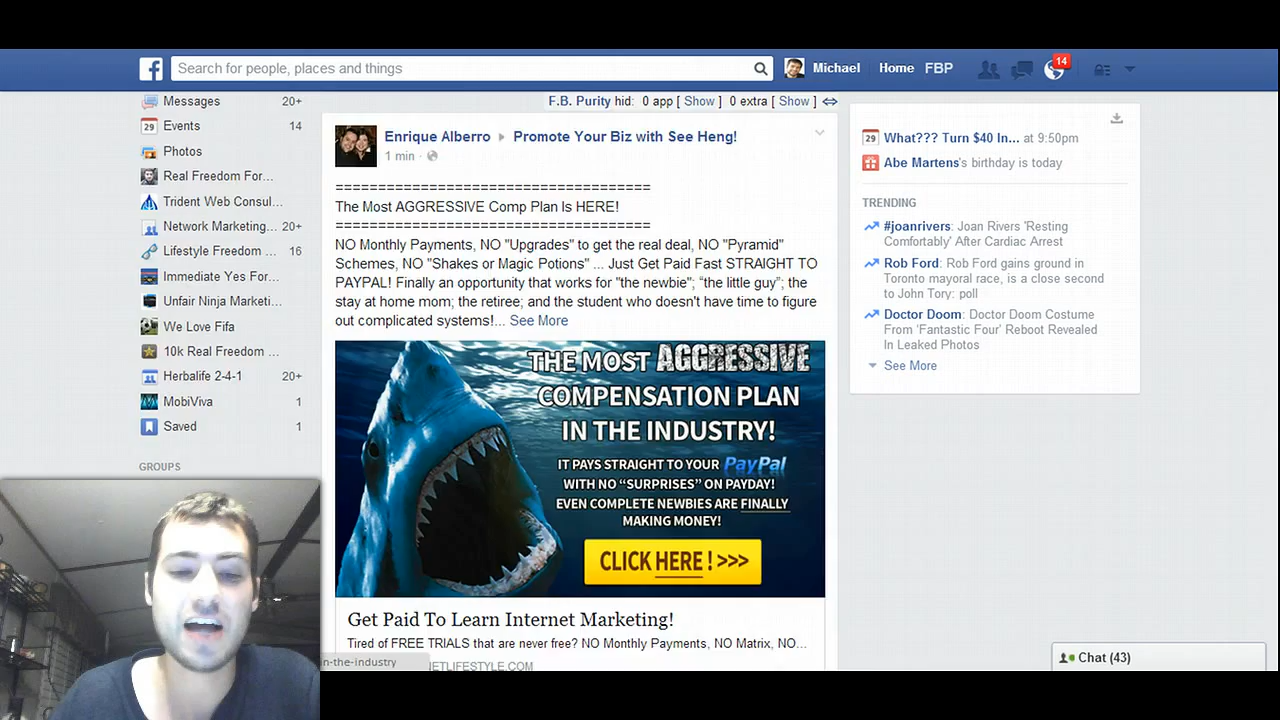 Search for people, places and things
Michael
Home
FBP
14
Messages 20+
Events 14
Photos
Real Freedom For...
Trident Web Consul...
Network Marketing... 20+
Lifestyle Freedom ... 16
Immediate Yes For...
Unfair Ninja Marketi...
We Love Fifa
10k Real Freedom ...
Herbalife 2-4-1 20+
MobiViva 1
Saved 1
GROUPS
F.B. Purity hid: 0 app [ Show ] 0 extra [ Show ]
Enrique Alberro Promote Your Biz with See Heng!
1 min ·
=====================================
The Most AGGRESSIVE Comp Plan Is HERE!
=====================================
NO Monthly Payments, NO "Upgrades" to get the real deal, NO "Pyramid"
Schemes, NO "Shakes or Magic Potions" ... Just Get Paid Fast STRAIGHT TO
PAYPAL! Finally an opportunity that works for "the newbie"; "the little guy"; the
stay at home mom; the retiree; and the student who doesn't have time to figure
out complicated systems!... See More
THE MOST AGGRESSIVE
COMPENSATION PLAN
IN THE INDUSTRY!
IT PAYS STRAIGHT TO YOUR PayPal
WITH NO "SURPRISES" ON PAYDAY!
EVEN COMPLETE NEWBIES ARE FINALLY
MAKING MONEY!
CLICK HERE ! >>>
Get Paid To Learn Internet Marketing!
Tired of FREE TRIALS that are never free? NO Monthly Payments, NO Matrix, NO...
NETLIFESTYLE.COM
n-the-industry
29
What??? Turn $40 In... at 9:50pm
Abe Martens's birthday is today
TRENDING
#joanrivers: Joan Rivers 'Resting
Comfortably' After Cardiac Arrest
Rob Ford: Rob Ford gains ground in
Toronto mayoral race, is a close second
to John Tory: poll
Doctor Doom: Doctor Doom Costume
From 'Fantastic Four' Reboot Revealed
In Leaked Photos
See More
Chat (43)